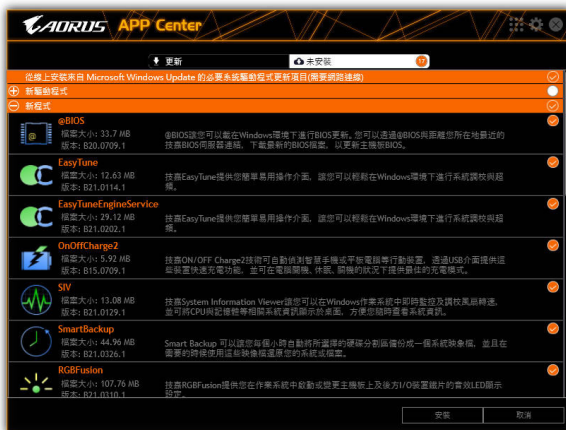 AORUS APP Center
更新
未安裝
17
從線上安裝來自 Microsoft Windows Update 的必要系統驅動程式更新項目(需要網路連線)
新驅動程式
新程式
@BIOS
檔案大小: 33.7 MB
版本: B20.0709.1
@BIOS讓您可以載在Windows環境下進行BIOS更新。您可以透過@BIOS與距離您所在地最近的
技嘉BIOS伺服器連結，下載最新的BIOS檔案，以更新主機板BIOS。
EasyTune
檔案大小: 12.63 MB
版本: B21.0114.1
技嘉EasyTune提供您簡單易用操作介面，讓您可以輕鬆在Windows環境下進行系統調校與超
頻。
EasyTuneEngineService
檔案大小: 29.12 MB
版本: B21.0202.1
技嘉EasyTune提供您簡單易用操作介面，讓您可以輕鬆在Windows環境下進行系統調校與超
頻。
OnOffCharge2
檔案大小: 5.92 MB
版本: B15.0709.1
技嘉ON/OFF Charge2技術可自動偵測智慧手機或平板電腦等行動裝置，透過USB介面提供這
些裝置快速充電功能，並可在電腦開機、休眠、關機的狀況下提供最佳的充電模式。
SIV
檔案大小: 13.08 MB
版本: B21.0129.1
技嘉System Information Viewer讓您可以在Windows作業系統中即時監控及調校風扇轉速，
並可將CPU與記憶體等相關系統資訊顯示於桌面，方便您隨時查看系統資訊。
SmartBackup
檔案大小: 44.96 MB
版本: B21.0326.1
Smart Backup 可以讓您每個小時自動將所選擇的硬碟分割區備份成一個系統映象檔，並且在
需要的時候使用這些映像檔還原您的系統或檔案。
RGBFusion
檔案大小: 107.76 MB
版本: B21.0310.1
技嘉RGBFusion提供您在作業系統中啟動或變更主機板上及後方I/O裝置鐵片的音效LED顯示
設定。
安裝
取消